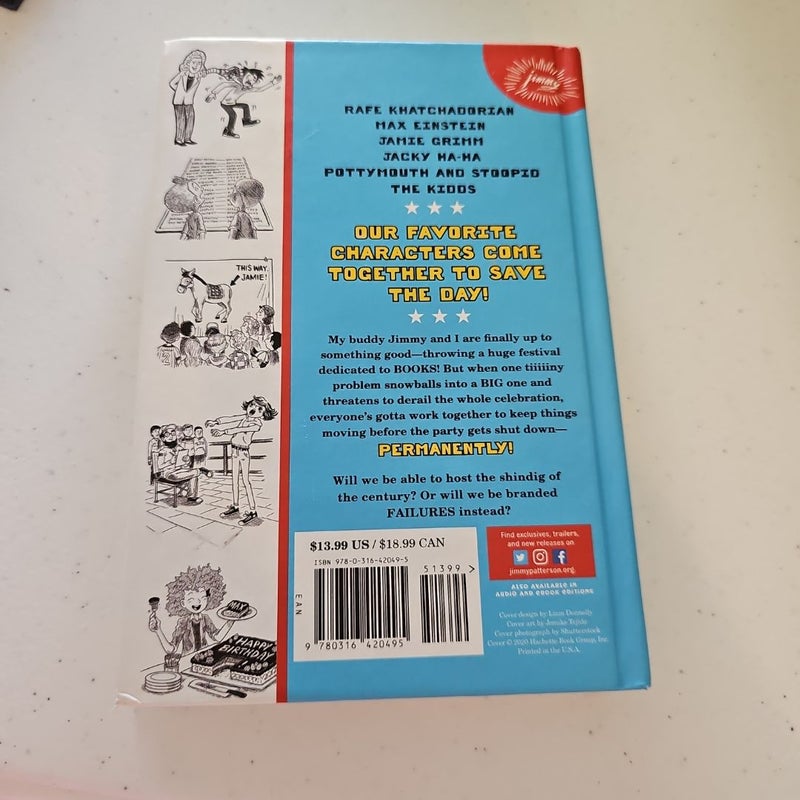 Jimmy
RAFE KHATCHADORIAN
MAX EINSTEIN
JAMIE GRIMM
JACKY HA-HA
POTTYMOUTH AND STOOPID
THE KIDDS
OUR FAVORITE
CHARACTERS COME
TOGETHER TO SAVE
THE DAY!
My buddy Jimmy and I are finally up to
something good—throwing a huge festival
dedicated to BOOKS! But when one tiiiiiny
problem snowballs into a BIG one and
threatens to derail the whole celebration,
everyone's gotta work together to keep things
moving before the party gets shut down—
PERMANENTLY!
Will we be able to host the shindig of
the century? Or will we be branded
FAILURES instead?
THIS WAY,
JAMIE!
HAPPY
BIRTHDAY
$13.99 US / $18.99 CAN
ISBN 978-0-316-42049-5
51399 >
EAN
9 780316 420495
Find exclusives, trailers,
and new releases on
jimmypatterson.org.
ALSO AVAILABLE IN
AUDIO AND EBOOK EDITIONS
Cover design by Liam Donnelly
Cover art by Jomike Tejido
Cover photograph by Shutterstock
Cover © 2020 Hachette Book Group, Inc.
Printed in the U.S.A.